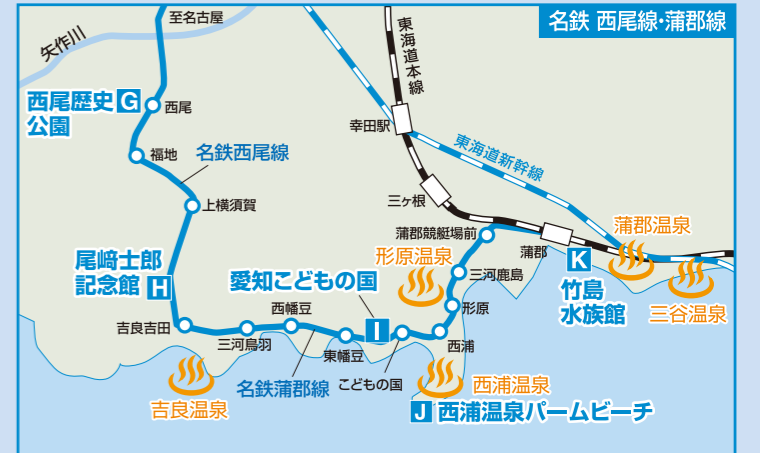 名鉄 西尾線・蒲郡線
至名古屋
矢作川
東海道本線
西尾歴史 G
公園
西尾
幸田駅
福地
名鉄西尾線
東海道新幹線
三ヶ根
上横須賀
蒲郡温泉
蒲郡競艇場前
蒲郡
形原温泉
尾﨑士郎
記念館 H
K
竹島
水族館
三河鹿島
愛知こどもの国
I
形原
三谷温泉
西幡豆
吉良吉田
三河鳥羽
東幡豆
西浦
こどもの国
名鉄蒲郡線
西浦温泉
吉良温泉
J 西浦温泉パームビーチ